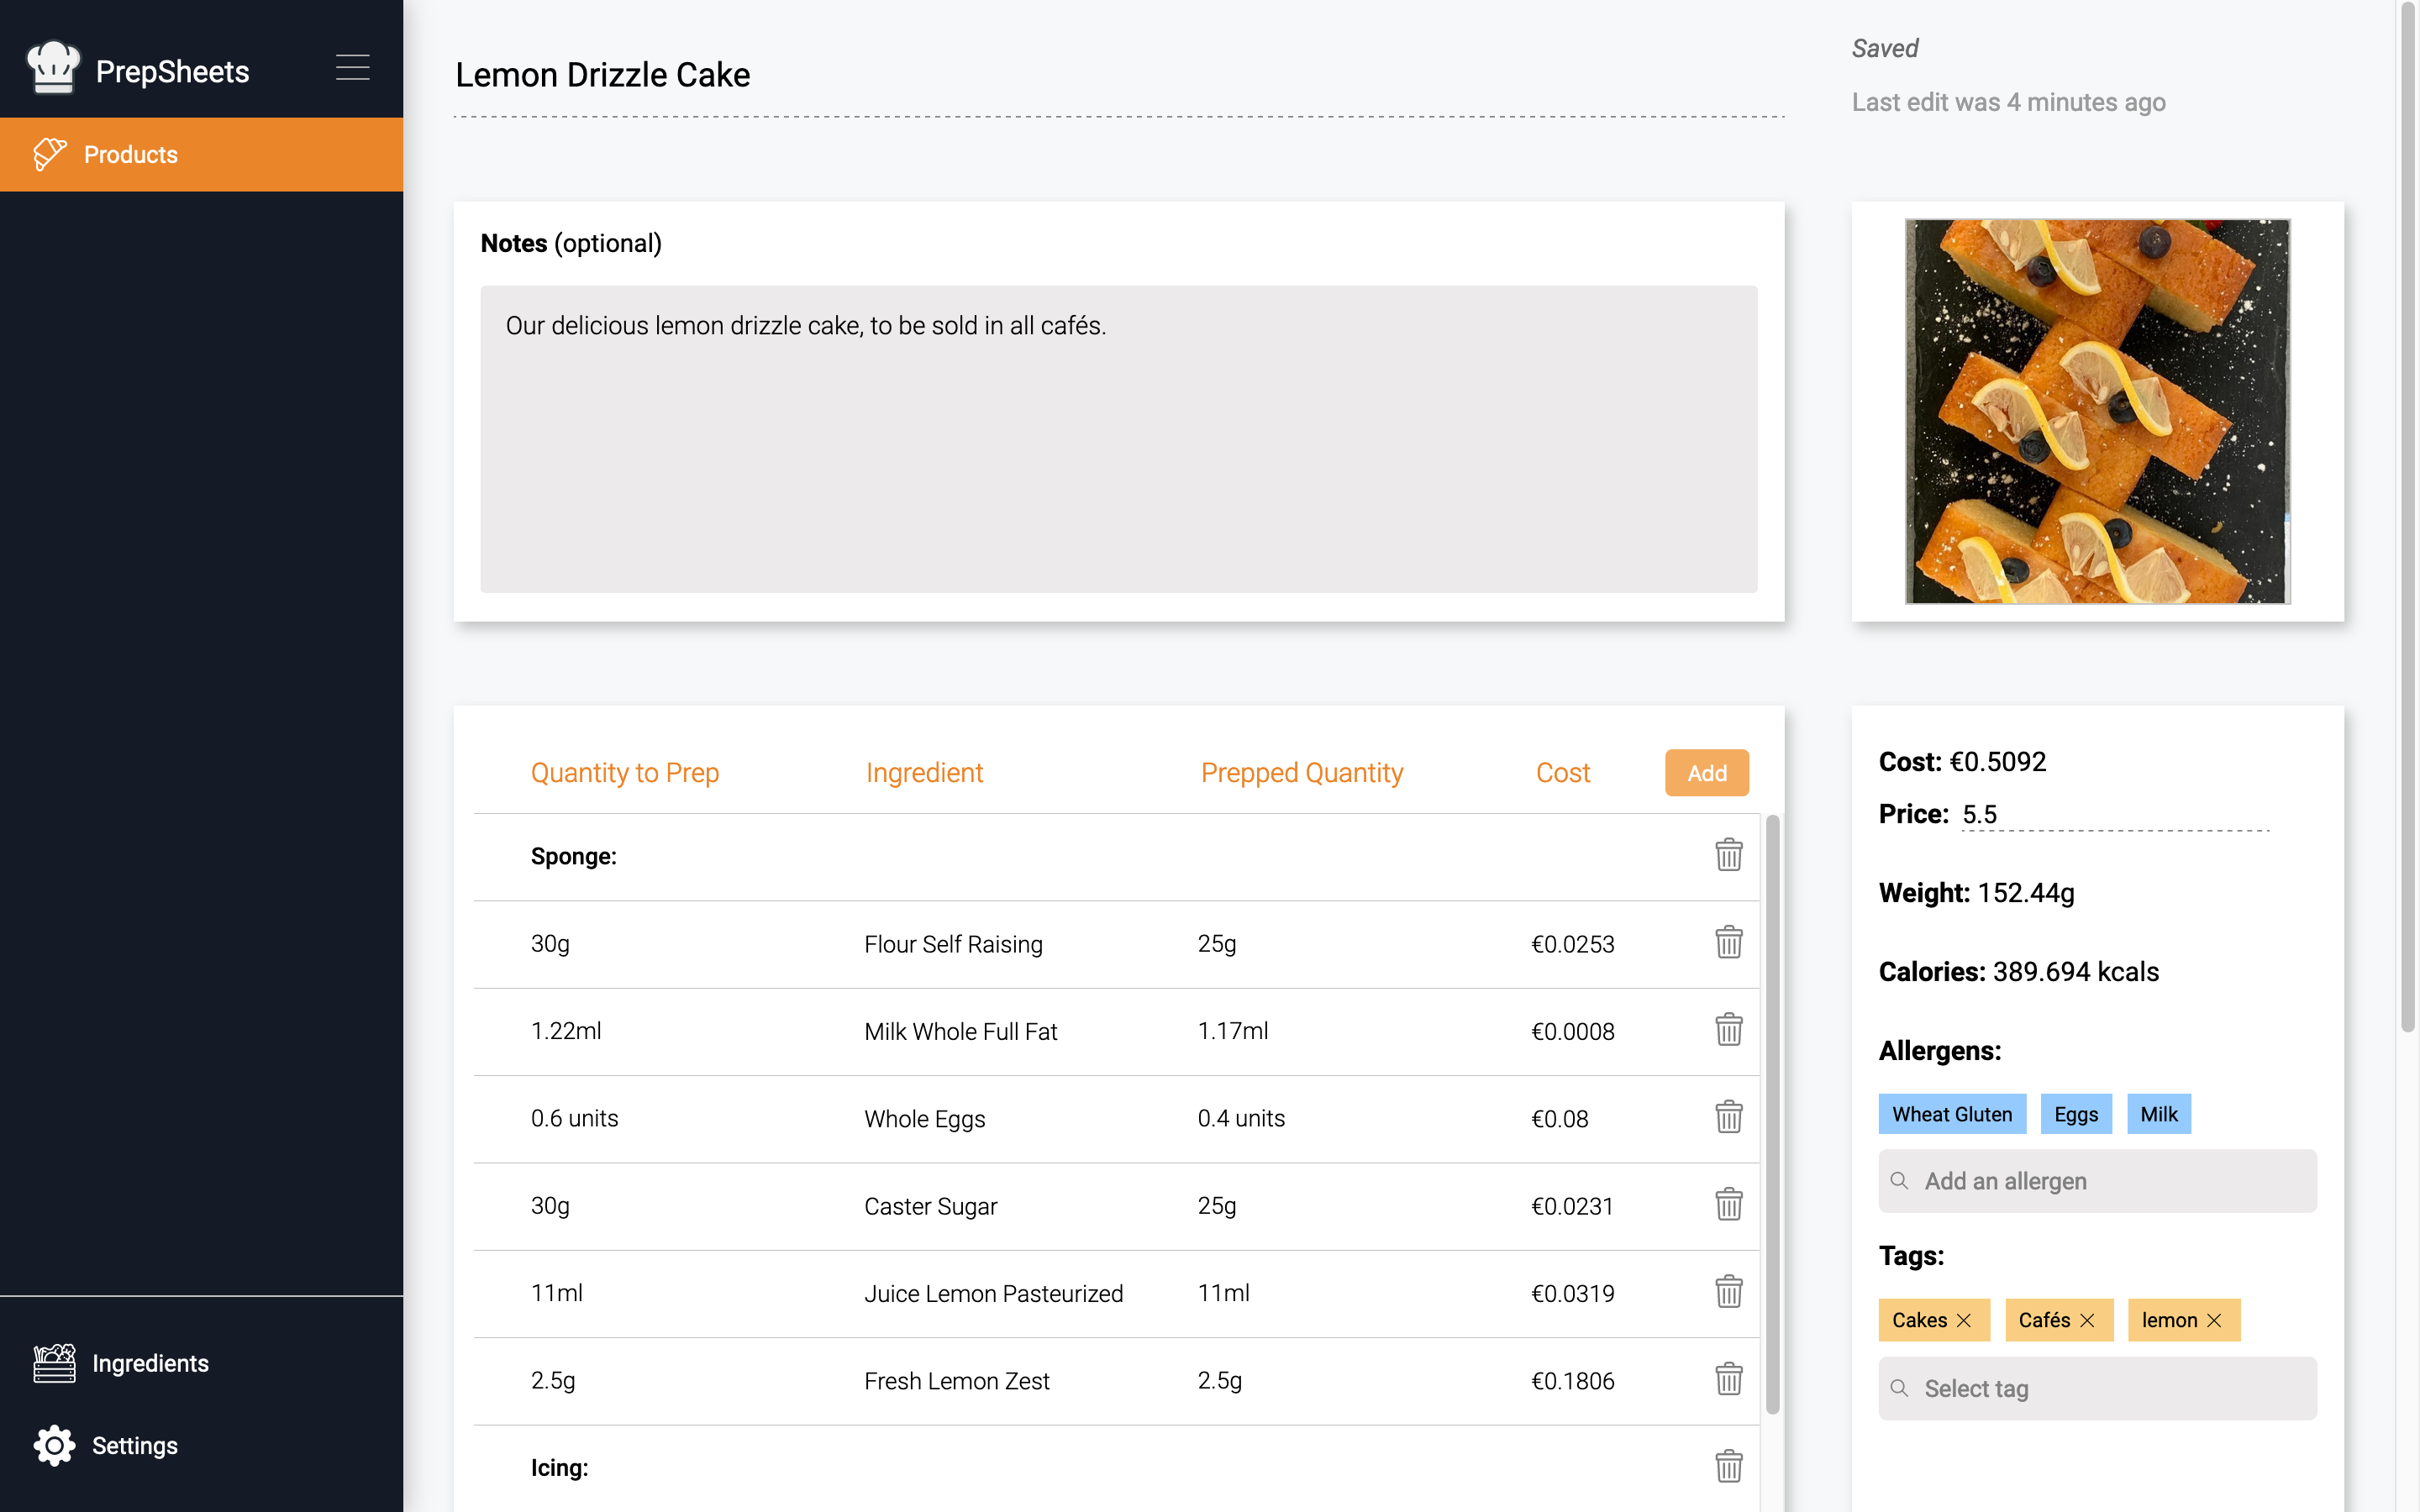 PrepSheets
Products
Ingredients
Settings
Lemon Drizzle Cake
Saved
Last edit was 4 minutes ago
Notes (optional)
Our delicious lemon drizzle cake, to be sold in all cafés.
Quantity to Prep Ingredient Prepped Quantity Cost Add
Sponge:
30g Flour Self Raising 25g €0.0253
1.22ml Milk Whole Full Fat 1.17ml €0.0008
0.6 units Whole Eggs 0.4 units €0.08
30g Caster Sugar 25g €0.0231
11ml Juice Lemon Pasteurized 11ml €0.0319
2.5g Fresh Lemon Zest 2.5g €0.1806
Icing:
Cost: €0.5092
Price: 5.5
Weight: 152.44g
Calories: 389.694 kcals
Allergens:
Wheat Gluten Eggs Milk
Add an allergen
Tags:
Cakes Cafés lemon
Select tag